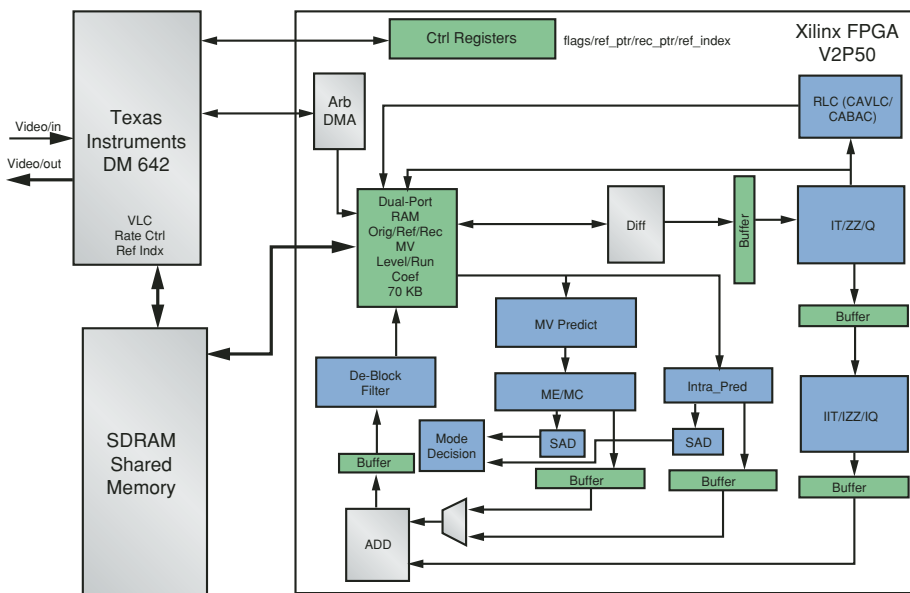 Ctrl Registers
flags/ref_ptr/rec_ptr/ref_index
Xilinx FPGA
V2P50
Texas
Instruments
DM 642
VLC
Rate Ctrl
Ref Indx
Video/in
Video/out
Arb
DMA
RLC (CAVLC/
CABAC)
Dual-Port
RAM
Orig/Ref/Rec
MV
Level/Run
Coef
70 KB
Diff
Buffer
IT/ZZ/Q
Buffer
MV Predict
De-Block
Filter
ME/MC
Intra_Pred
IIT/IZZ/IQ
SDRAM
Shared
Memory
Mode
Decision
SAD
SAD
Buffer
Buffer
Buffer
Buffer
ADD